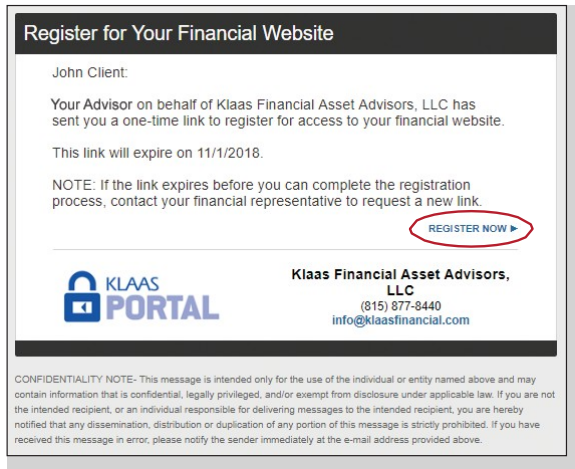 Register for Your Financial Website
John Client:
Your Advisor on behalf of Klaas Financial Asset Advisors, LLC has
sent you a one-time link to register for access to your financial website.
This link will expire on 11/1/2018.
NOTE: If the link expires before you can complete the registration
process, contact your financial representative to request a new link.
REGISTER NOW ▶
KLAAS
PORTAL
Klaas Financial Asset Advisors,
LLC
(815) 877-8440
info@klaasfinancial.com
CONFIDENTIALITY NOTE- This message is intended only for the use of the individual or entity named above and may
contain information that is confidential, legally privileged, and/or exempt from disclosure under applicable law. If you are not
the intended recipient, or an individual responsible for delivering messages to the intended recipient, you are hereby
notified that any dissemination, distribution or duplication of any portion of this message is strictly prohibited. If you have
received this message in error, please notify the sender immediately at the e-mail address provided above.